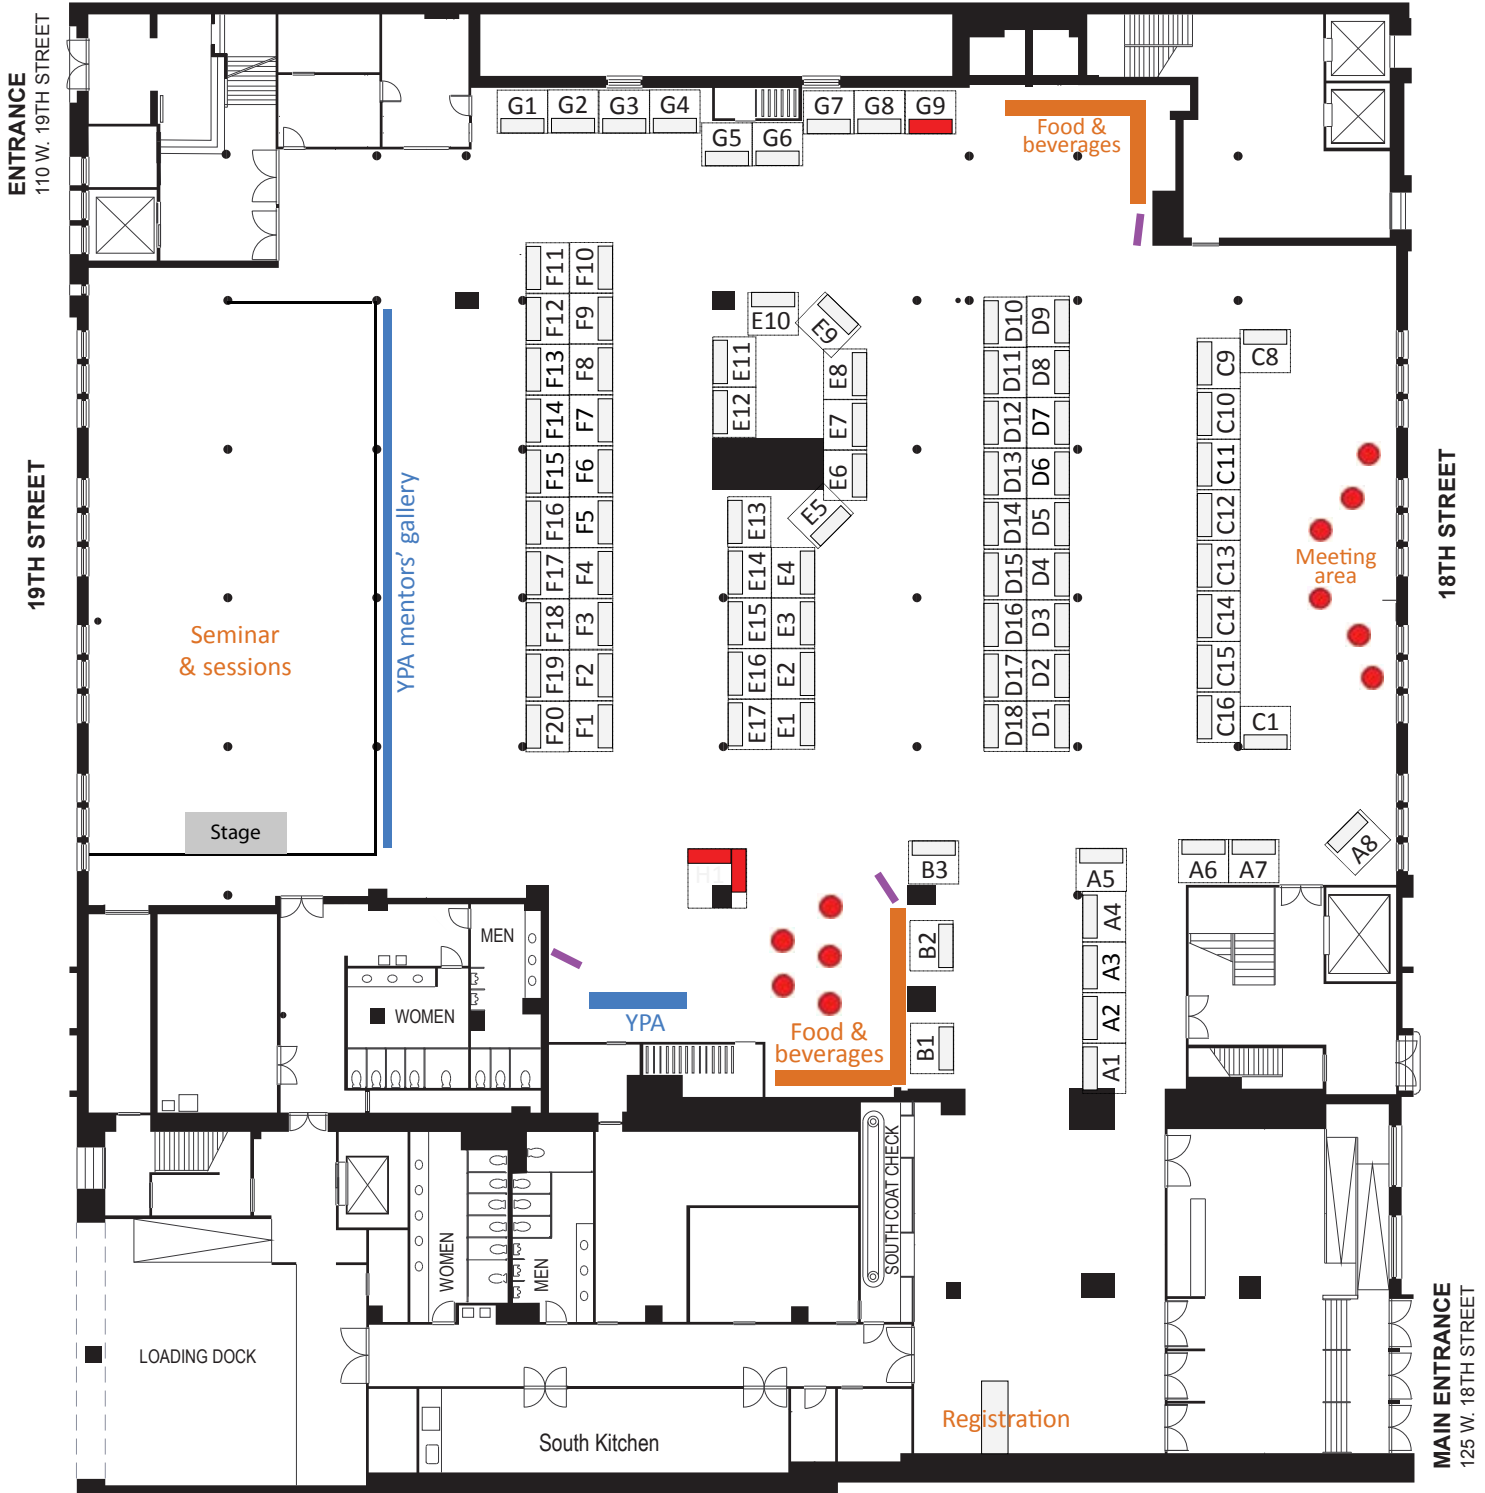 ENTRANCE
110 W. 19TH STREET
G1 G2 G3 G4 G7 G8 G9
G5 G6
Food &
beverages
F11 F10
F12 F9
F13 F8
F14 F7
F15 F6
F16 F5
F17 F4
F18 F3
F19 F2
F20 F1
E10 E9
E11 E8
E12 E7
E6
E13 E5
E14 E4
E15 E3
E16 E2
E17 E1
D10 D9
D11 D8
D12 D7
D13 D6
D14 D5
D15 D4
D16 D3
D17 D2
D18 D1
C9 C8
C10
C11
C12
C13
C14
C15
C16 C1
Meeting
area
19TH STREET
18TH STREET
Seminar
& sessions
YPA mentors' gallery
Stage
H1
B3
B2
B1
A5
A4
A3
A2
A1
A6 A7 A8
MEN
WOMEN
YPA
Food &
beverages
SOUTH COAT CHECK
WOMEN
MEN
LOADING DOCK
South Kitchen
Registration
MAIN ENTRANCE
125 W. 18TH STREET